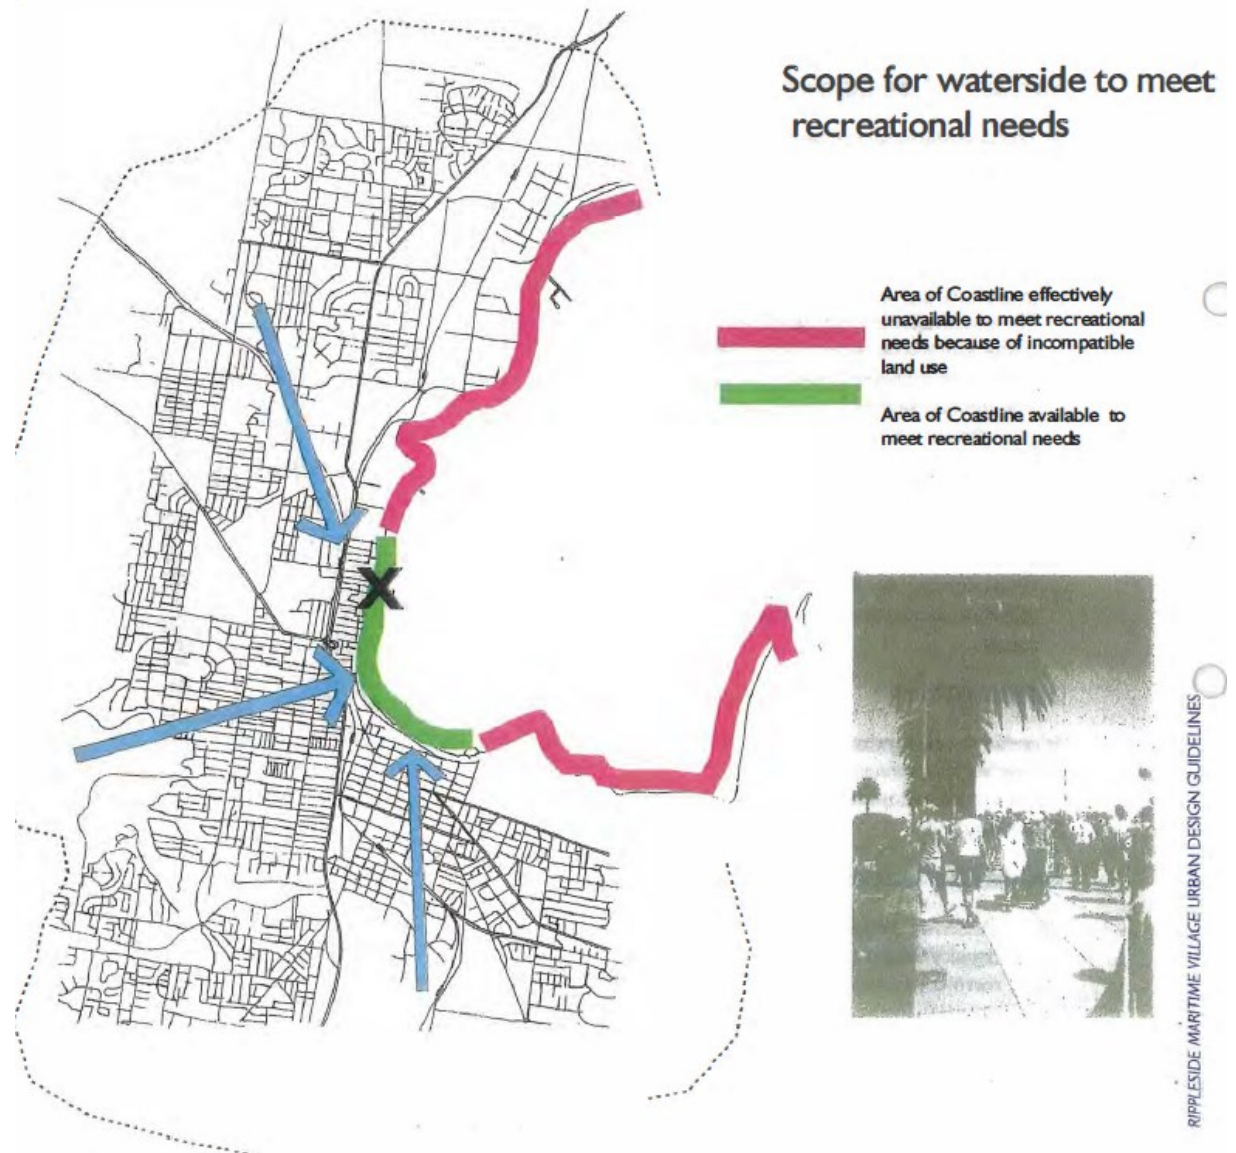 Scope for waterside to meet
recreational needs
Area of Coastline effectively
unavailable to meet recreational
needs because of incompatible
land use
Area of Coastline available to
meet recreational needs
X
RIPPLESIDE MARITIME VILLAGE URBAN DESIGN GUIDELINES